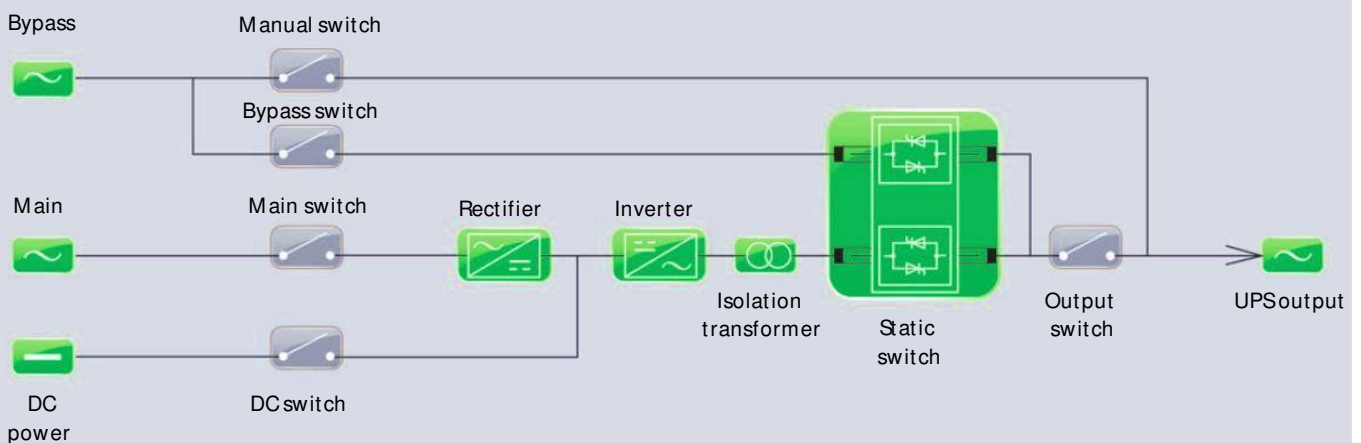 Bypass
Manual switch
Bypass switch
Main
Main switch
Rectifier
Inverter
Isolation
transformer
Static
switch
Output
switch
UPS output
DC
power
DC switch